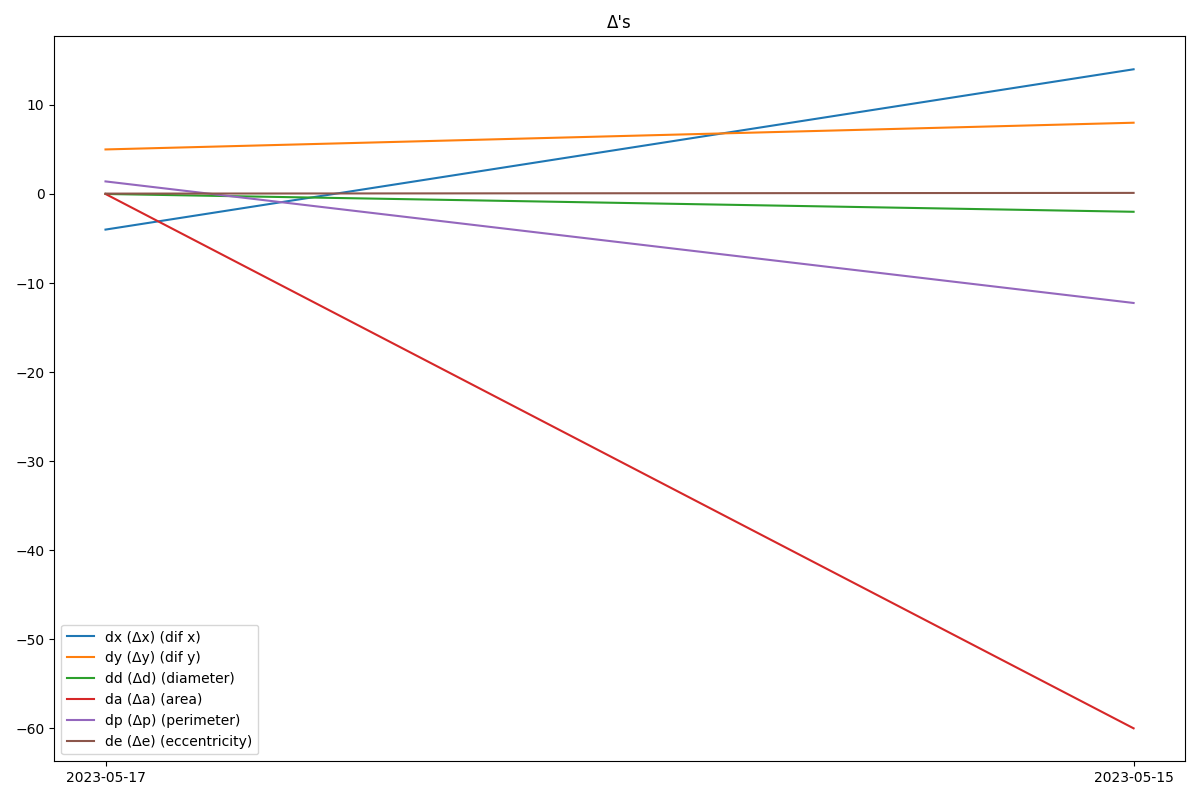 Δ's
10
0
−10
−20
−30
−40
−50
−60
dx (Δx) (dif x)
dy (Δy) (dif y)
dd (Δd) (diameter)
da (Δa) (area)
dp (Δp) (perimeter)
de (Δe) (eccentricity)
2023-05-17
2023-05-15